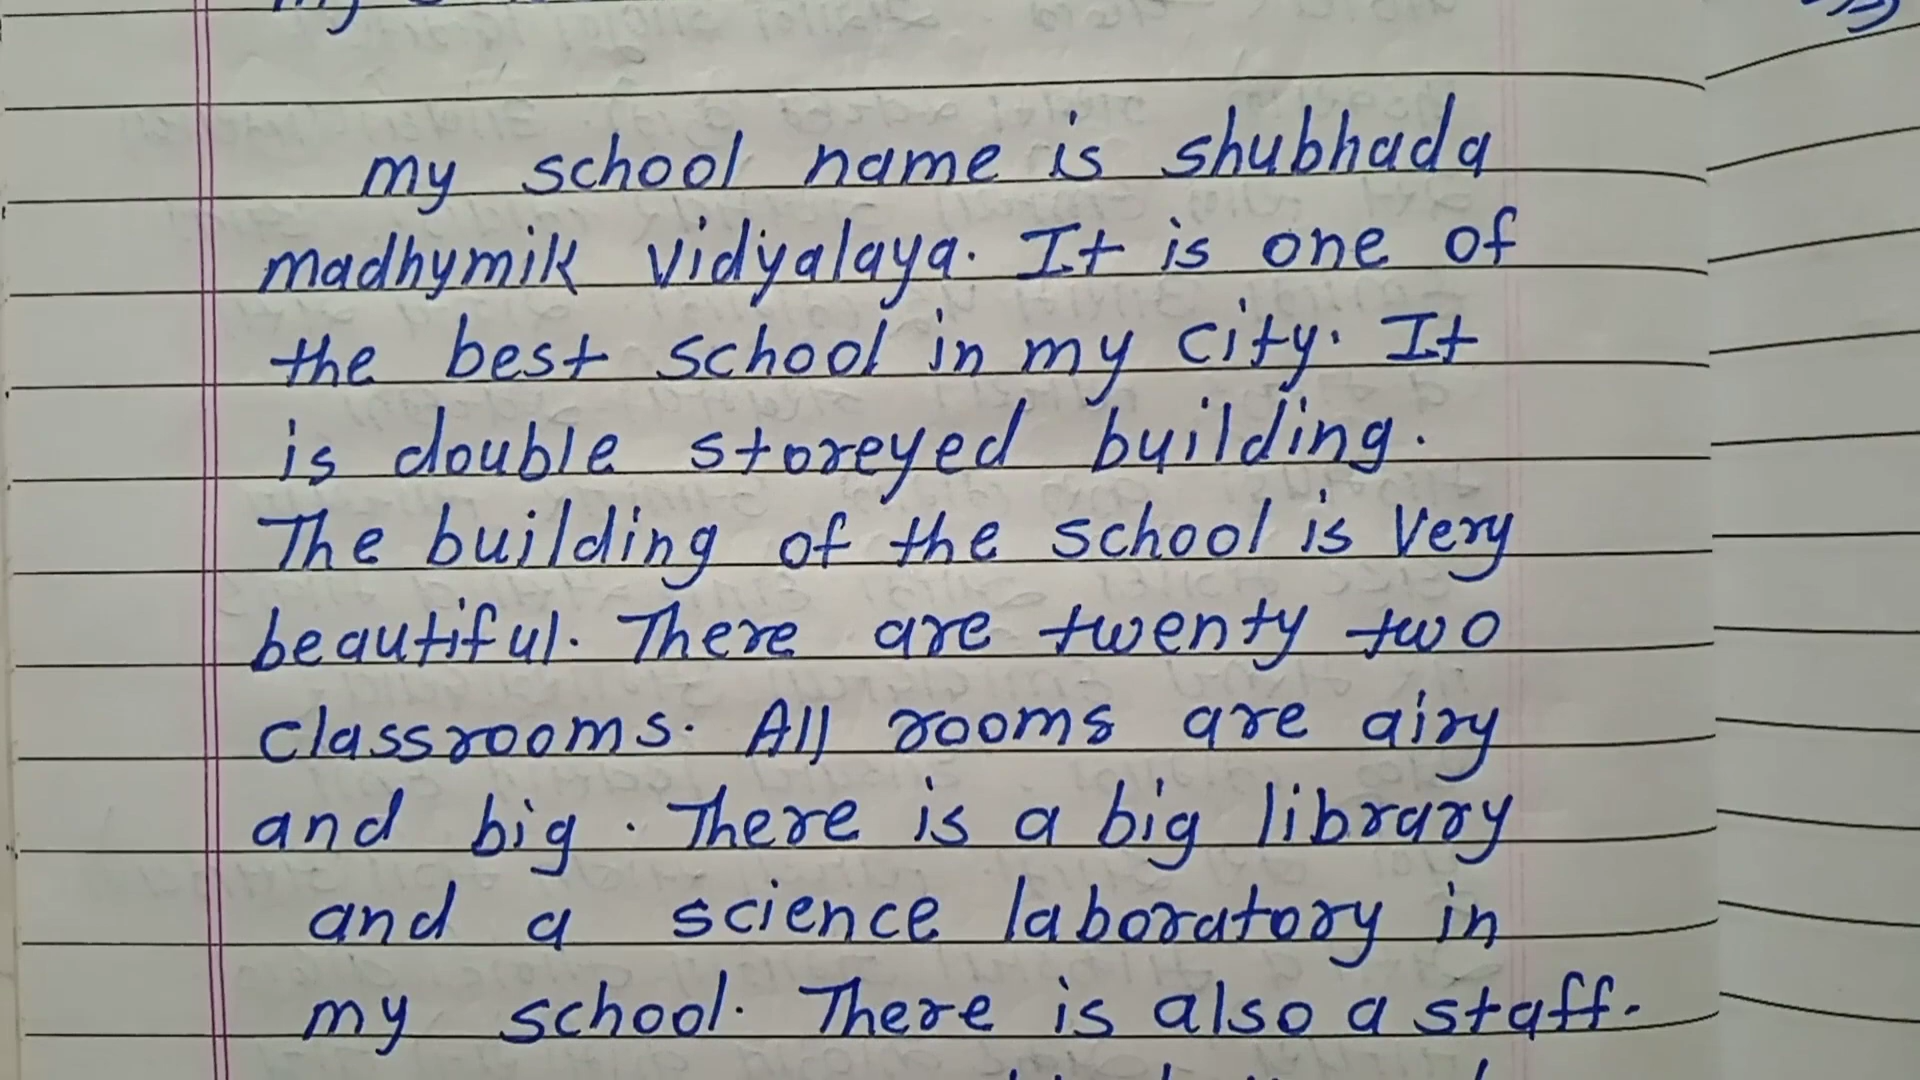 my school name is shubhada
madhymik vidyalaya. It is one of
the best school in my city. It
is double storeyed building.
The building of the school is very
beautiful. There are twenty two
classrooms. All rooms are airy
and big. There is a big library
and a science laboratory in
my school. There is also a staff.